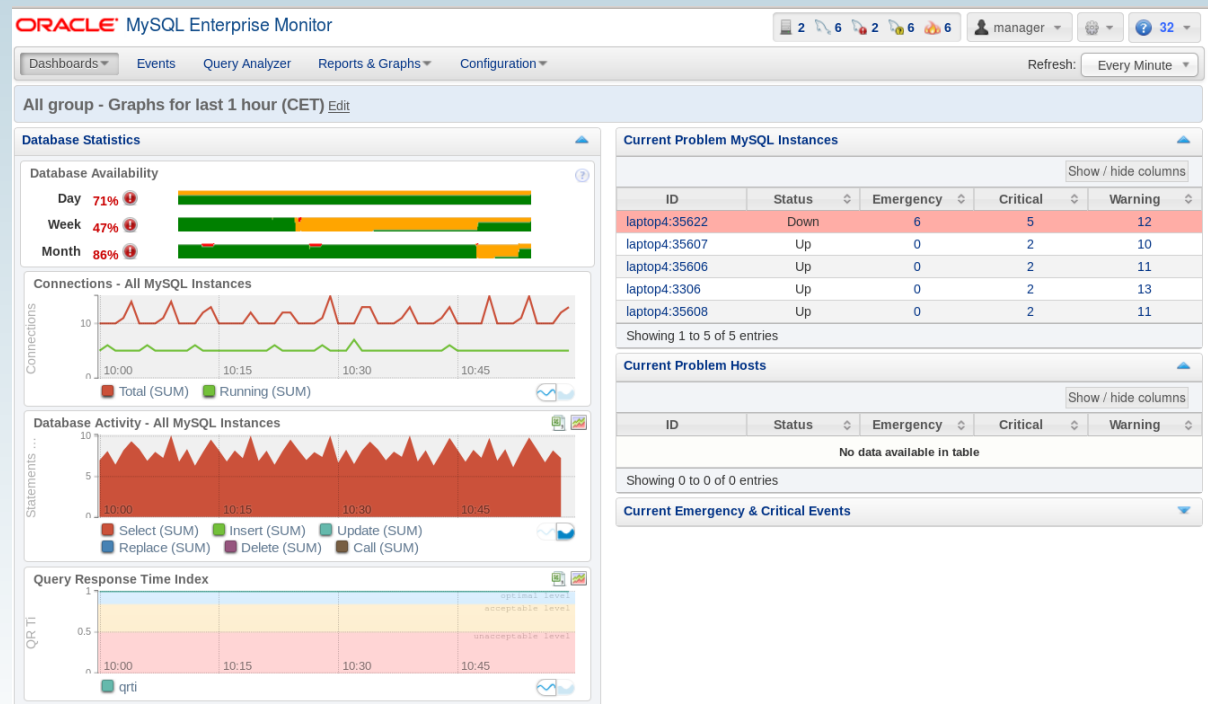 ORACLE MySQL Enterprise Monitor
2 6 2 6 6 manager 32
Dashboards Events Query Analyzer Reports & Graphs Configuration Refresh: Every Minute
All group - Graphs for last 1 hour (CET) Edit
Database Statistics
Database Availability
Day 71%
Week 47%
Month 86%
Connections - All MySQL Instances
Connections
10
0
10:00 10:15 10:30 10:45
Total (SUM) Running (SUM)
Database Activity - All MySQL Instances
Statements ...
10
5
0
10:00 10:15 10:30 10:45
Select (SUM) Insert (SUM) Update (SUM)
Replace (SUM) Delete (SUM) Call (SUM)
Query Response Time Index
QR Ti
1
optimal level
acceptable level
0.5
unacceptable level
0
10:00 10:15 10:30 10:45
qrti
Current Problem MySQL Instances
Show / hide columns
ID Status Emergency Critical Warning
laptop4:35622 Down 6 5 12
laptop4:35607 Up 0 2 10
laptop4:35606 Up 0 2 11
laptop4:3306 Up 0 2 13
laptop4:35608 Up 0 2 11
Showing 1 to 5 of 5 entries
Current Problem Hosts
Show / hide columns
ID Status Emergency Critical Warning
No data available in table
Showing 0 to 0 of 0 entries
Current Emergency & Critical Events